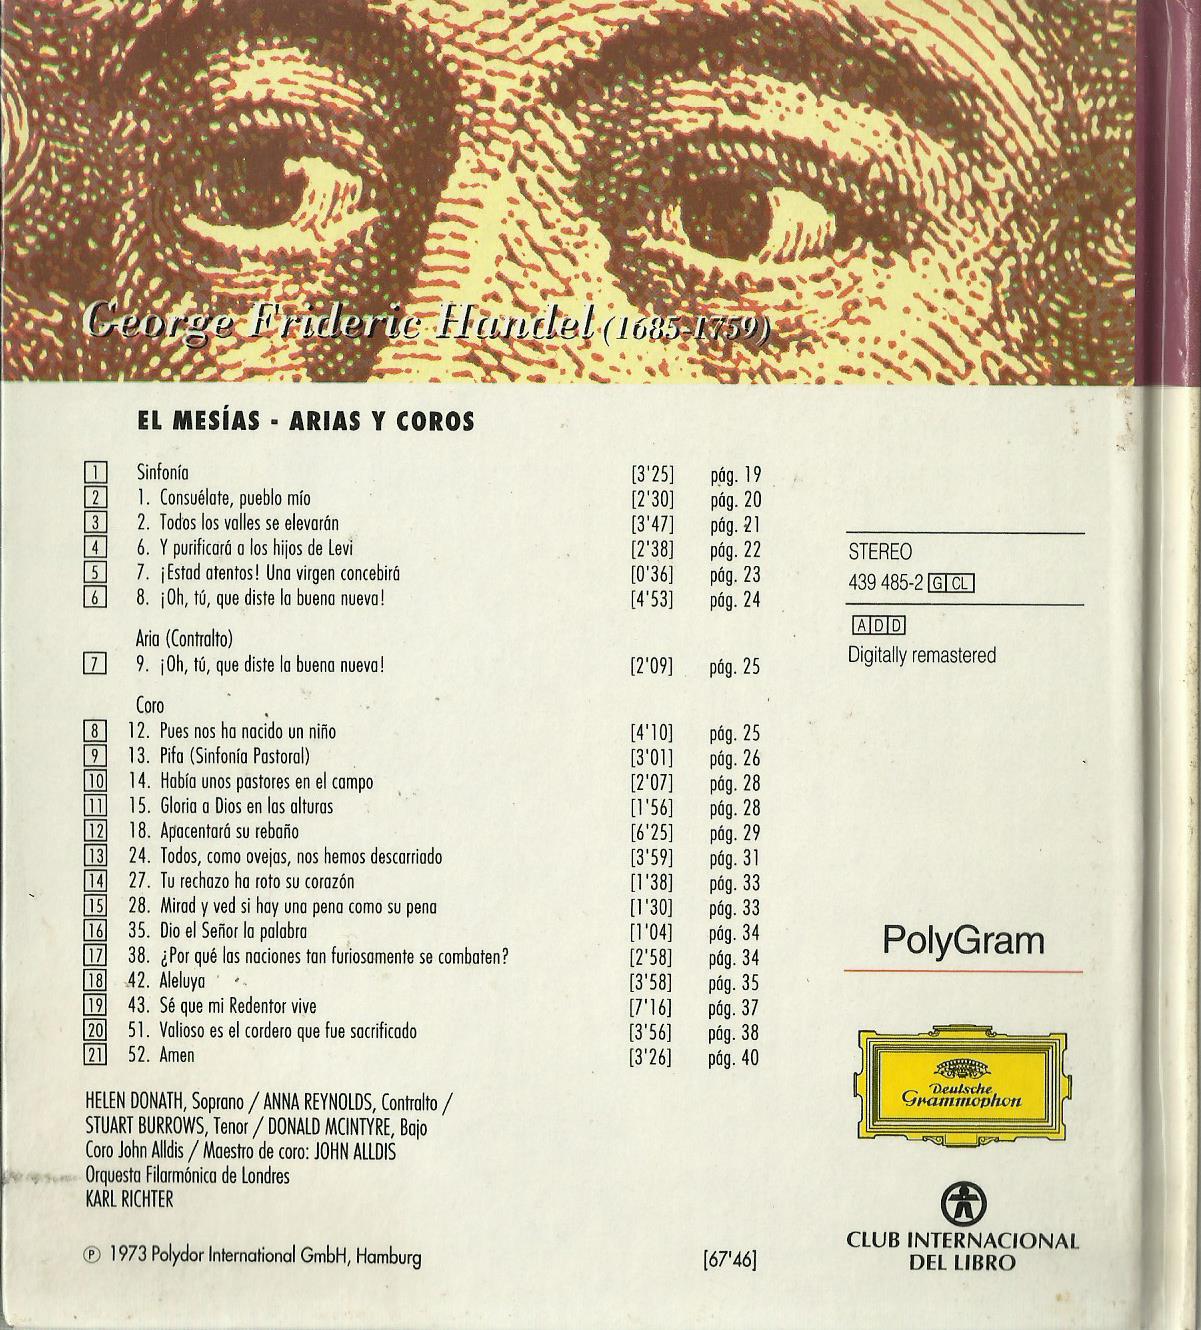 George Frideric Handel (1685-1759)
EL MESÍAS - ARIAS Y COROS
1 Sinfonía [3'25] pág. 19
2 1. Consuélate, pueblo mío [2'30] pág. 20
3 2. Todos los valles se elevarán [3'47] pág. 21
4 6. Y purificará a los hijos de Levi [2'38] pág. 22
5 7. ¡Estad atentos! Una virgen concebirá [0'36] pág. 23
6 8. ¡Oh, tú, que diste la buena nueva! [4'53] pág. 24
Aria (Contralto)
7 9. ¡Oh, tú, que diste la buena nueva! [2'09] pág. 25
Coro
8 12. Pues nos ha nacido un niño [4'10] pág. 25
9 13. Pifa (Sinfonía Pastoral) [3'01] pág. 26
10 14. Había unos pastores en el campo [2'07] pág. 28
11 15. Gloria a Dios en las alturas [1'56] pág. 28
12 18. Apacentará su rebaño [6'25] pág. 29
13 24. Todos, como ovejas, nos hemos descarriado [3'59] pág. 31
14 27. Tu rechazo ha roto su corazón [1'38] pág. 33
15 28. Mirad y ved si hay una pena como su pena [1'30] pág. 33
16 35. Dio el Señor la palabra [1'04] pág. 34
17 38. ¿Por qué las naciones tan furiosamente se combaten? [2'58] pág. 34
18 42. Aleluya [3'58] pág. 35
19 43. Sé que mi Redentor vive [7'16] pág. 37
20 51. Valioso es el cordero que fue sacrificado [3'56] pág. 38
21 52. Amen [3'26] pág. 40
HELEN DONATH, Soprano / ANNA REYNOLDS, Contralto /
STUART BURROWS, Tenor / DONALD MCINTYRE, Bajo
Coro John Alldis / Maestro de coro: JOHN ALLDIS
Orquesta Filarmónica de Londres
KARL RICHTER
℗ 1973 Polydor International GmbH, Hamburg [67'46]
STEREO
439 485-2 G CL
A D D
Digitally remastered
PolyGram
Deutsche
Grammophon
CLUB INTERNACIONAL
DEL LIBRO